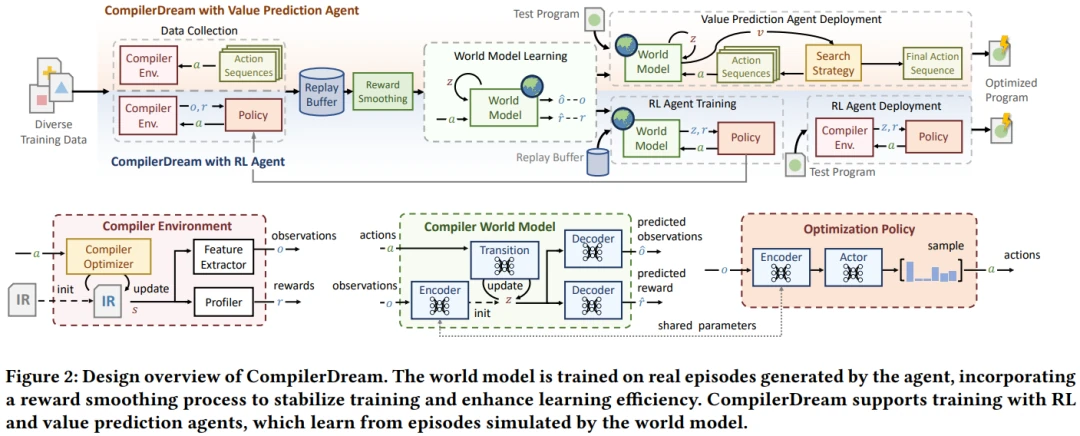 CompilerDream with Value Prediction Agent
Data Collection
Compiler Env.
a
Action Sequences
Diverse Training Data
Compiler Env.
o, r
a
Policy
CompilerDream with RL Agent
Replay Buffer
Reward Smoothing
World Model Learning
z
a
World Model
ô - - o
r̂ - - r
Test Program
Value Prediction Agent Deployment
World Model
z
v
a
Action Sequences
Search Strategy
Final Action Sequence
Optimized Program
RL Agent Training
Replay Buffer
World Model
z, r
a
Policy
RL Agent Deployment
Compiler Env.
z, r
a
Policy
Test Program
Compiler Environment
a
Compiler Optimizer
IR
init
IR
s
update
Feature Extractor
Profiler
observations
o
rewards
r
Compiler World Model
actions
a
observations
o
Encoder
Transition
update
init
z
Decoder
Decoder
predicted observations
ô
predicted reward
r̂
shared parameters
Optimization Policy
o
Encoder
Actor
sample
actions
a
Figure 2: Design overview of CompilerDream. The world model is trained on real episodes generated by the agent, incorporating
a reward smoothing process to stabilize training and enhance learning efficiency. CompilerDream supports training with RL
and value prediction agents, which learn from episodes simulated by the world model.